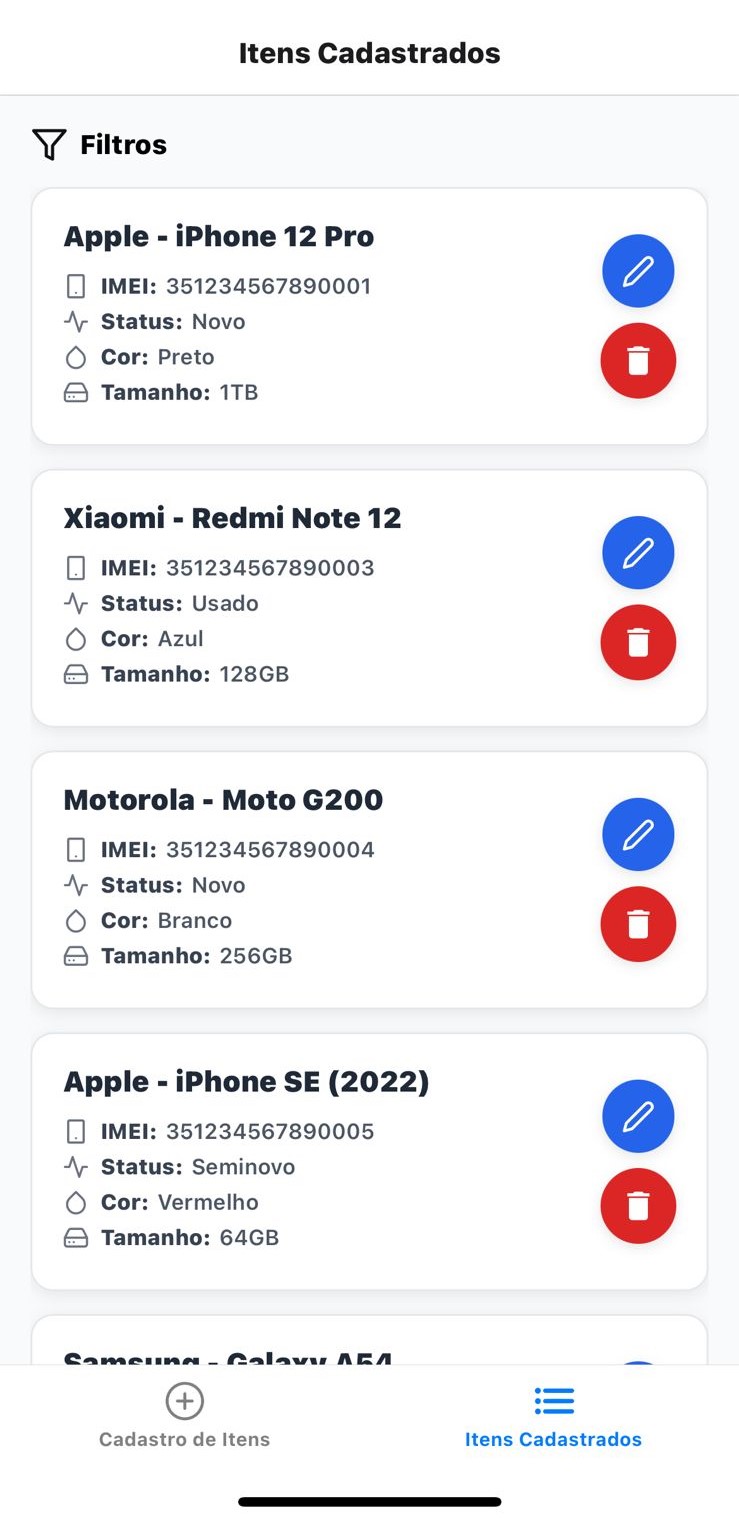 Itens Cadastrados
Filtros
Apple - iPhone 12 Pro
IMEI: 351234567890001
Status: Novo
Cor: Preto
Tamanho: 1TB
Xiaomi - Redmi Note 12
IMEI: 351234567890003
Status: Usado
Cor: Azul
Tamanho: 128GB
Motorola - Moto G200
IMEI: 351234567890004
Status: Novo
Cor: Branco
Tamanho: 256GB
Apple - iPhone SE (2022)
IMEI: 351234567890005
Status: Seminovo
Cor: Vermelho
Tamanho: 64GB
Samsung - Galaxy A54
Cadastro de Itens
Itens Cadastrados